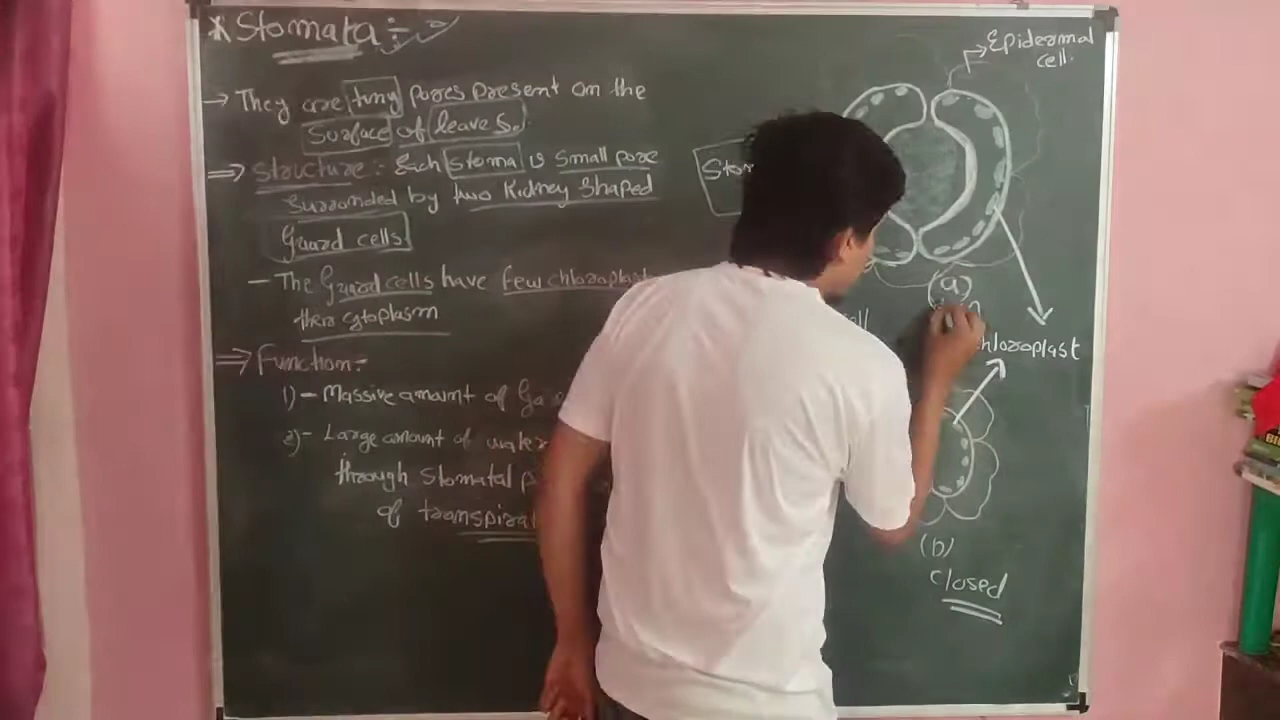 * Stomata ÷
→ They are tiny pores present on the
surface of leaves.
⇒ Structure :- Each stoma is small pore
surrounded by two kidney shaped
Guard cells
- The Guard cells have few chloroplast
their cytoplasm
⇒ Function :-
1) - Massive amount of
2) - Large amount of water
through stomatal
of
Epidermal
cell
(a)
chloroplast
(b)
closed